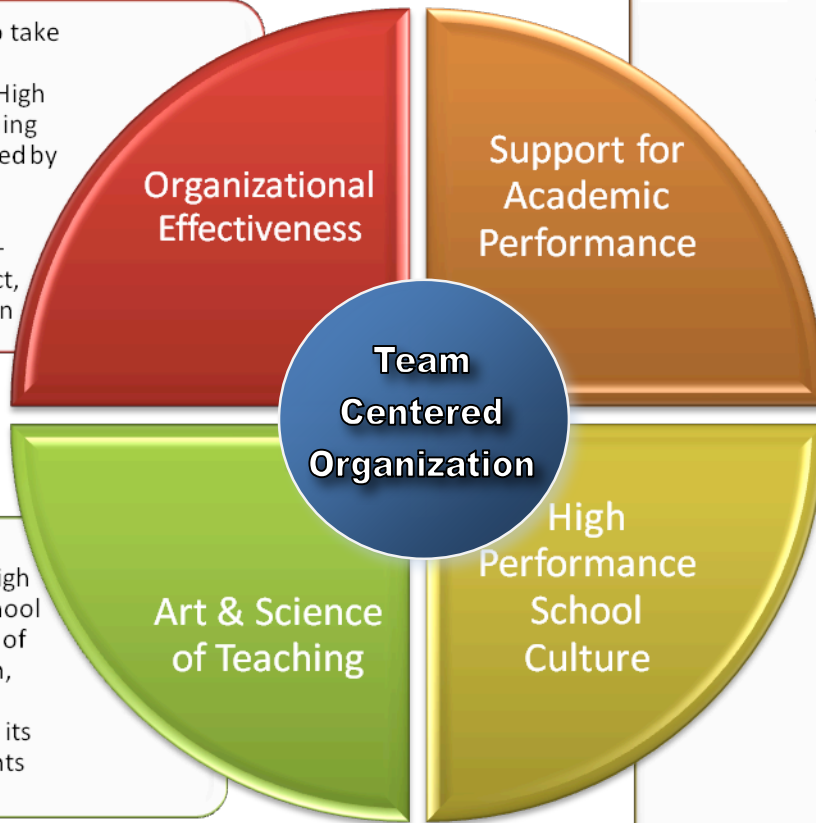 take
High
ing
ed by
ct,
n
Organizational
Effectiveness
Support for
Academic
Performance
Team
Centered
Organization
igh
ool
of
n,
its
nts
Art & Science
of Teaching
High
Performance
School
Culture